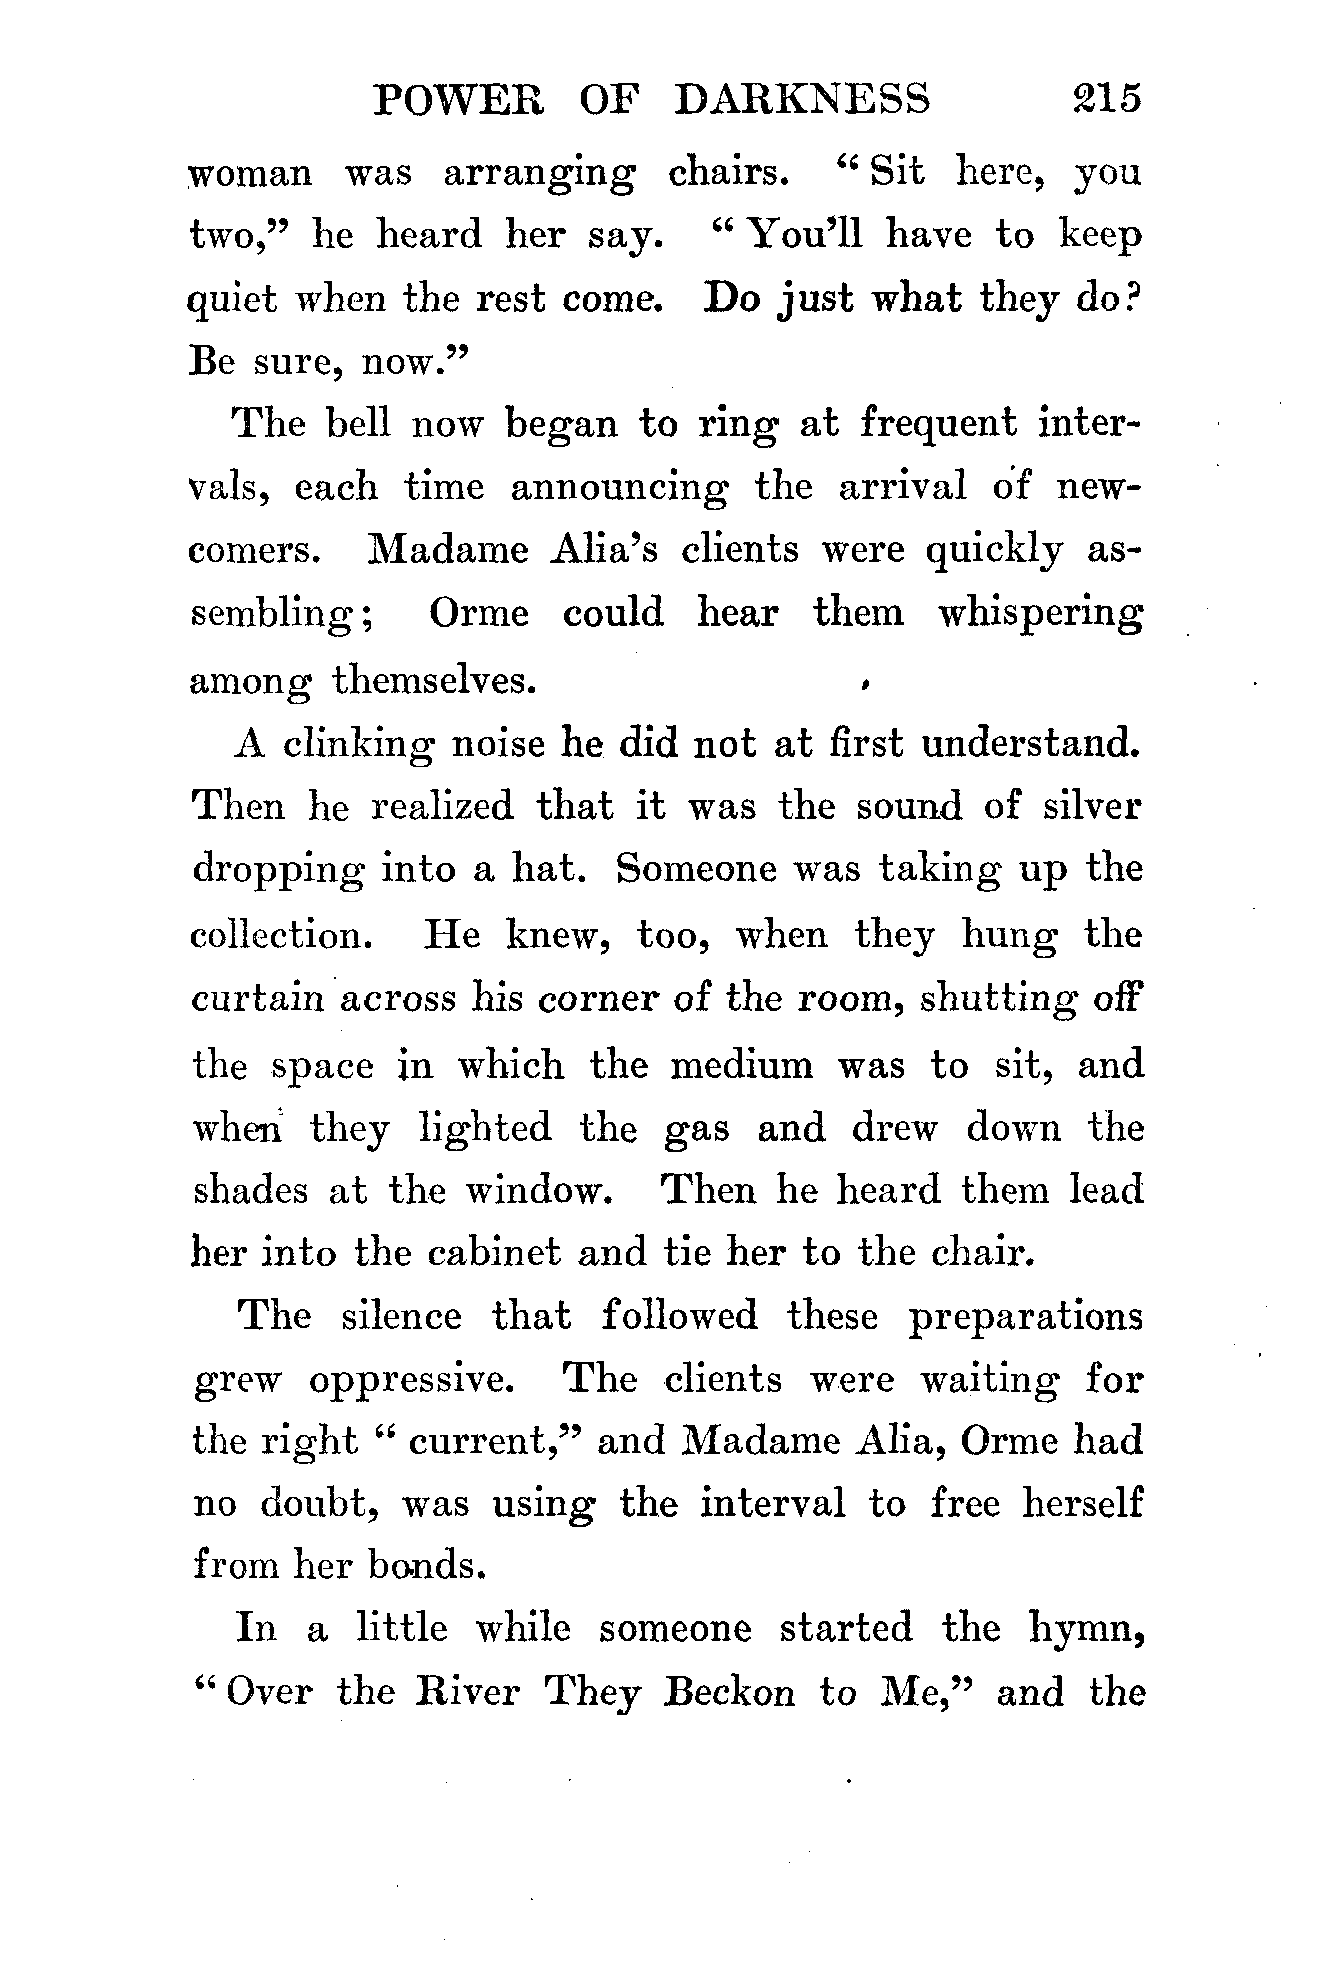 POWER OF DARKNESS 215
woman was arranging chairs. “ Sit here, you
two,” he heard her say. “ You’ll have to keep
quiet when the rest come. Do just what they do?
Be sure, now.”
The bell now began to ring at frequent inter-
vals, each time announcing the arrival of new-
comers. Madame Alia’s clients were quickly as-
sembling; Orme could hear them whispering
among themselves.
A clinking noise he did not at first understand.
Then he realized that it was the sound of silver
dropping into a hat. Someone was taking up the
collection. He knew, too, when they hung the
curtain across his corner of the room, shutting off
the space in which the medium was to sit, and
when they lighted the gas and drew down the
shades at the window. Then he heard them lead
her into the cabinet and tie her to the chair.
The silence that followed these preparations
grew oppressive. The clients were waiting for
the right “ current,” and Madame Alia, Orme had
no doubt, was using the interval to free herself
from her bonds.
In a little while someone started the hymn,
“ Over the River They Beckon to Me,” and the